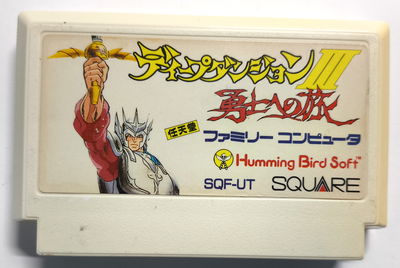 ディープダンジョンIII
勇士への旅
任天堂
ファミリー コンピュータ
Humming Bird Soft™
SQF-UT SQUARE